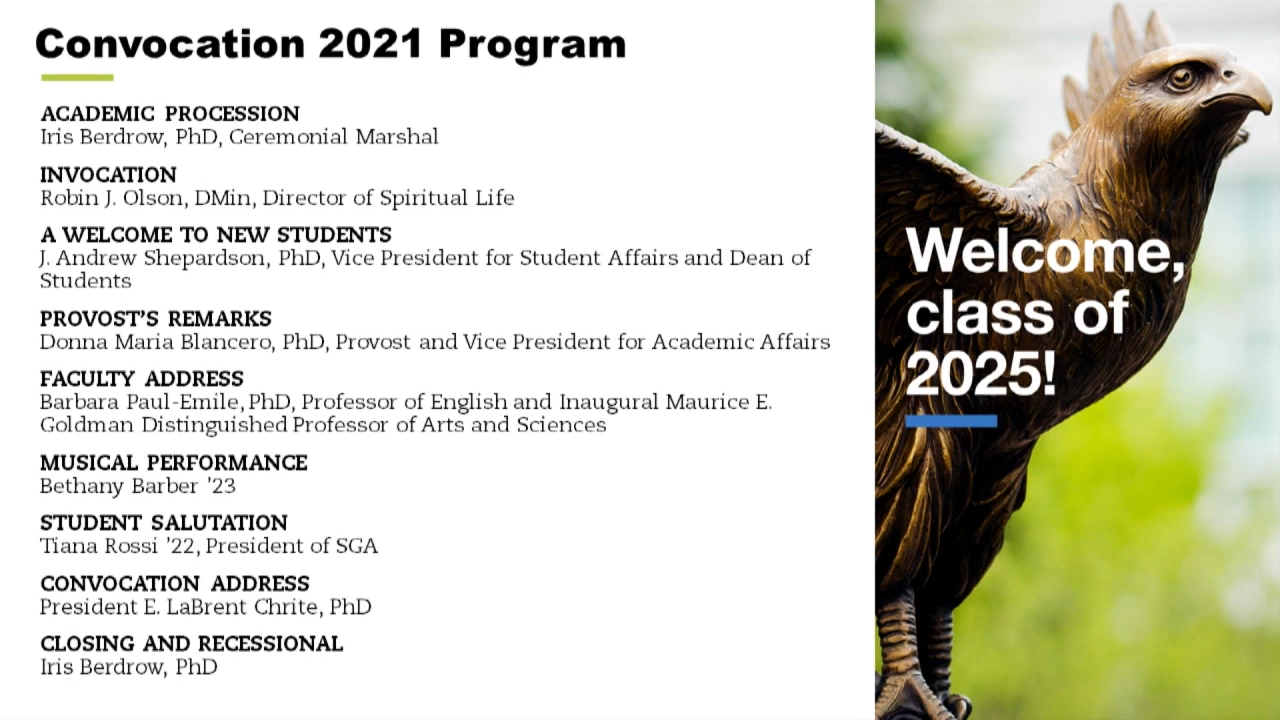 Convocation 2021 Program
ACADEMIC PROCESSION
Iris Berdrow, PhD, Ceremonial Marshal
INVOCATION
Robin J. Olson, DMin, Director of Spiritual Life
A WELCOME TO NEW STUDENTS
J. Andrew Shepardson, PhD, Vice President for Student Affairs and Dean of
Students
PROVOST'S REMARKS
Donna Maria Blancero, PhD, Provost and Vice President for Academic Affairs
FACULTY ADDRESS
Barbara Paul-Emile, PhD, Professor of English and Inaugural Maurice E.
Goldman Distinguished Professor of Arts and Sciences
MUSICAL PERFORMANCE
Bethany Barber ’23
STUDENT SALUTATION
Tiana Rossi ’22, President of SGA
CONVOCATION ADDRESS
President E. LaBrent Chrite, PhD
CLOSING AND RECESSIONAL
Iris Berdrow, PhD
Welcome,
class of
2025!